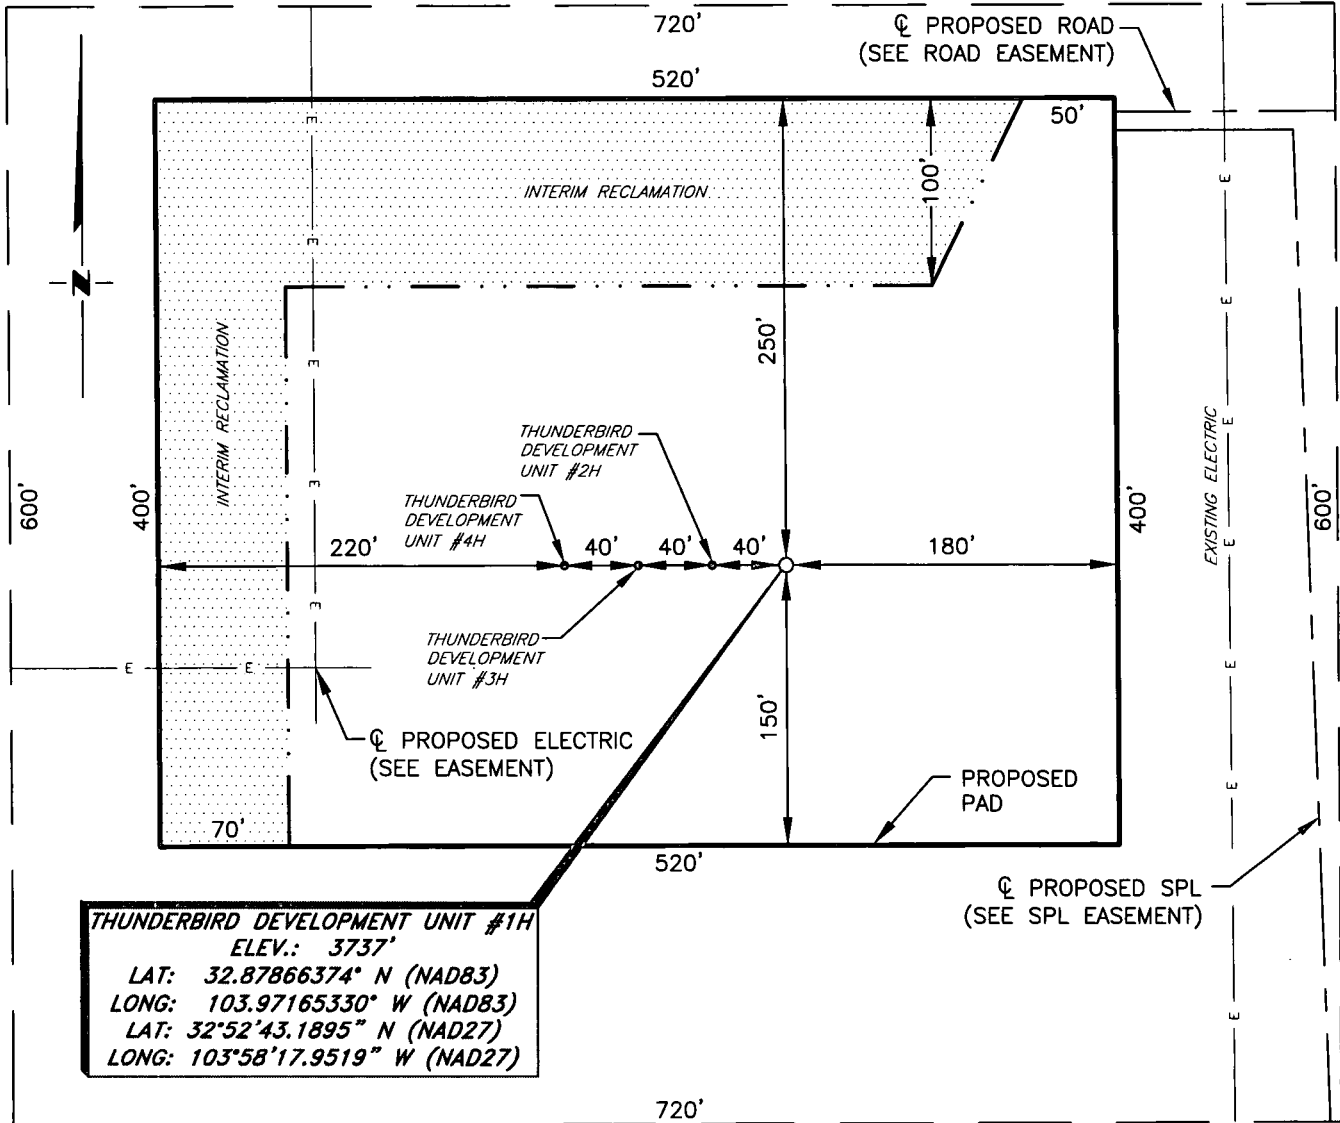 720'
℄ PROPOSED ROAD
(SEE ROAD EASEMENT)
520'
50'
100'
INTERIM RECLAMATION
E
E
E
E
E
N
250'
INTERIM RECLAMATION
E
E
E
E
E
E
E
E
EXISTING ELECTRIC
THUNDERBIRD
DEVELOPMENT
UNIT #2H
THUNDERBIRD
DEVELOPMENT
UNIT #4H
600'
400'
400'
600'
220'
40'
40'
40'
180'
THUNDERBIRD
DEVELOPMENT
UNIT #3H
E
E
150'
℄ PROPOSED ELECTRIC
(SEE EASEMENT)
PROPOSED
PAD
70'
520'
℄ PROPOSED SPL
(SEE SPL EASEMENT)
THUNDERBIRD DEVELOPMENT UNIT #1H
ELEV.: 3737'
LAT: 32.87866374° N (NAD83)
LONG: 103.97165330° W (NAD83)
LAT: 32°52'43.1895" N (NAD27)
LONG: 103°58'17.9519" W (NAD27)
720'